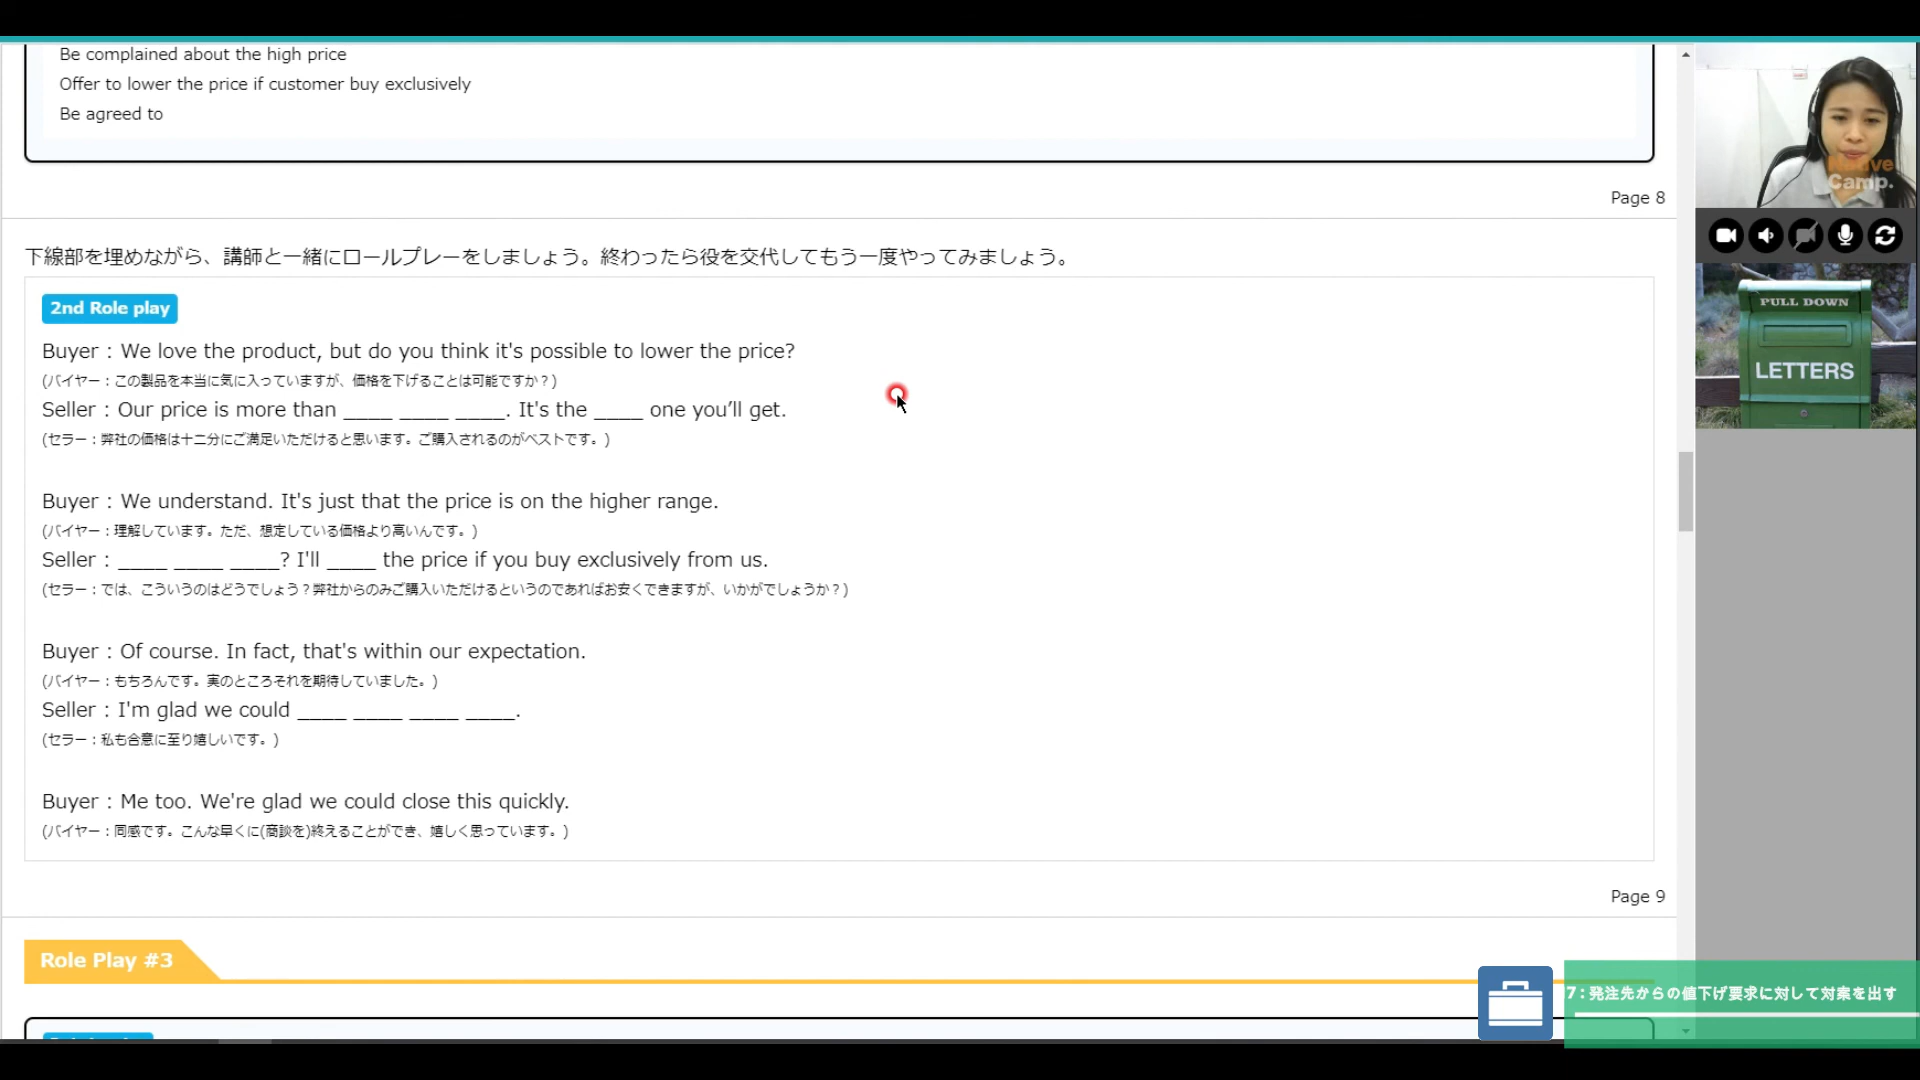 Be complained about the high price
Offer to lower the price if customer buy exclusively
Be agreed to
Page 8
下線部を埋めながら、講師と一緒にロールプレーをしましょう。終わったら役を交代してもう一度やってみましょう。
2nd Role play
Buyer : We love the product, but do you think it's possible to lower the price?
(バイヤー : この製品を本当に気に入っていますが、価格を下げることは可能ですか？)
Seller : Our price is more than ____ ____ ____. It's the ____ one you’ll get.
(セラー : 弊社の価格は十二分にご満足いただけると思います。ご購入されるのがベストです。)
Buyer : We understand. It's just that the price is on the higher range.
(バイヤー : 理解しています。ただ、想定している価格より高いんです。)
Seller : ____ ____ ____? I'll ____ the price if you buy exclusively from us.
(セラー : では、こういうのはどうでしょう？弊社からのみご購入いただけるというのであればお安くできますが、いかがでしょうか？)
Buyer : Of course. In fact, that's within our expectation.
(バイヤー : もちろんです。実のところそれを期待していました。)
Seller : I'm glad we could ____ ____ ____ ____.
(セラー : 私も合意に至り嬉しいです。)
Buyer : Me too. We're glad we could close this quickly.
(バイヤー : 同感です。こんな早くに(商談を)終えることができ、嬉しく思っています。)
Page 9
Role Play #3
Native
Camp.
PULL DOWN
LETTERS
7 : 発注先からの値下げ要求に対して対案を出す